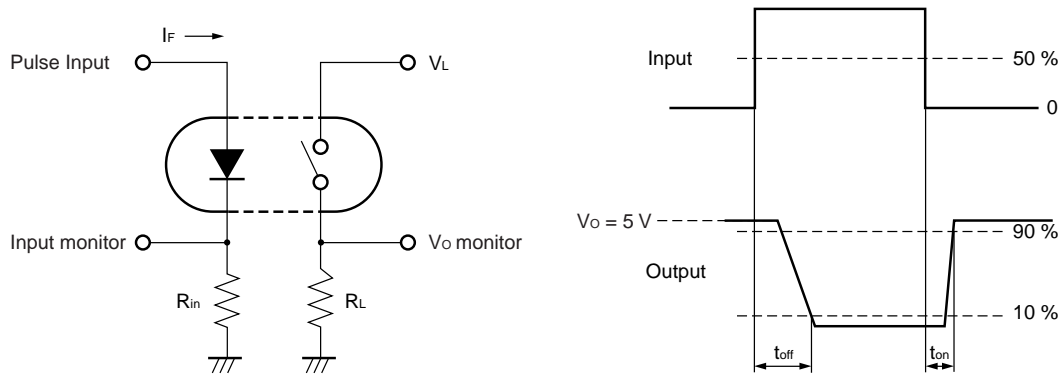 IF
Pulse Input
VL
Input monitor
VO monitor
Rin
RL
Input
50 %
0
VO = 5 V
90 %
Output
10 %
toff
ton